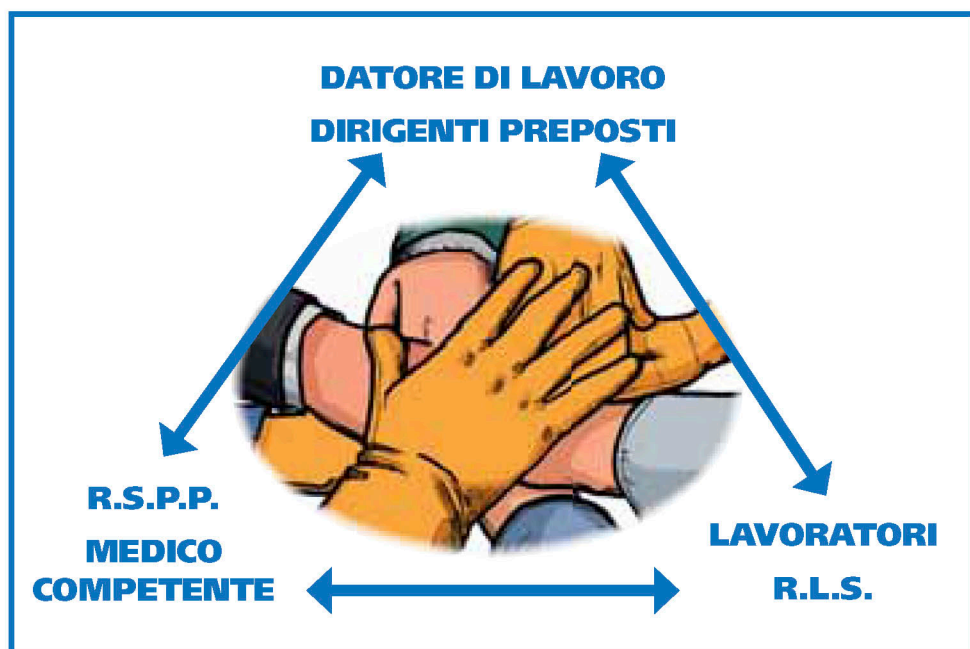 DATORE DI LAVORO
DIRIGENTI PREPOSTI
R.S.P.P.
MEDICO
COMPETENTE
LAVORATORI
R.L.S.